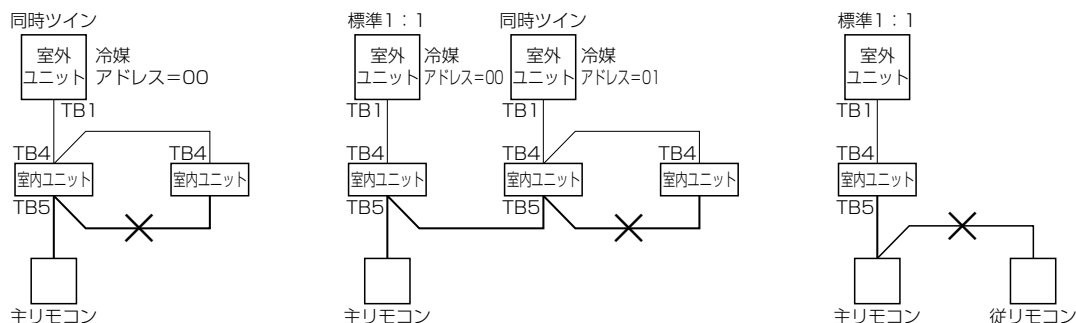 同時ツイン
室外
ユニット
冷媒
アドレス=00
TB1
TB4
TB4
室内ユニット
室内ユニット
TB5
主リモコン
標準1：1
同時ツイン
室外
ユニット
冷媒
アドレス=00
室外
ユニット
冷媒
アドレス=01
TB1
TB1
TB4
TB4
TB4
室内ユニット
室内ユニット
室内ユニット
TB5
TB5
主リモコン
標準1：1
室外
ユニット
TB1
TB4
室内ユニット
TB5
主リモコン
従リモコン